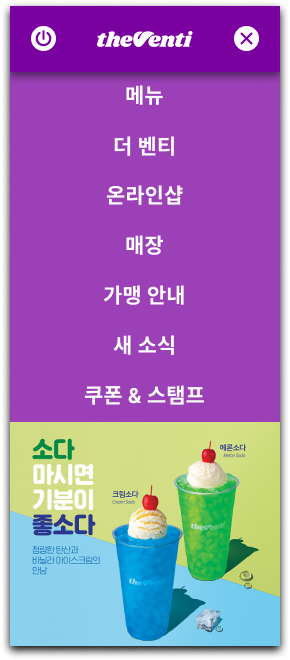 theVenti
메뉴
더 벤티
온라인샵
매장
가맹 안내
새 소식
쿠폰 & 스탬프
소다
마시면
기분이
좋소다
청량한 탄산과
바닐라 아이스크림의
만남
크림소다
Cream Soda
메론소다
Melon Soda
theVenti
theVenti